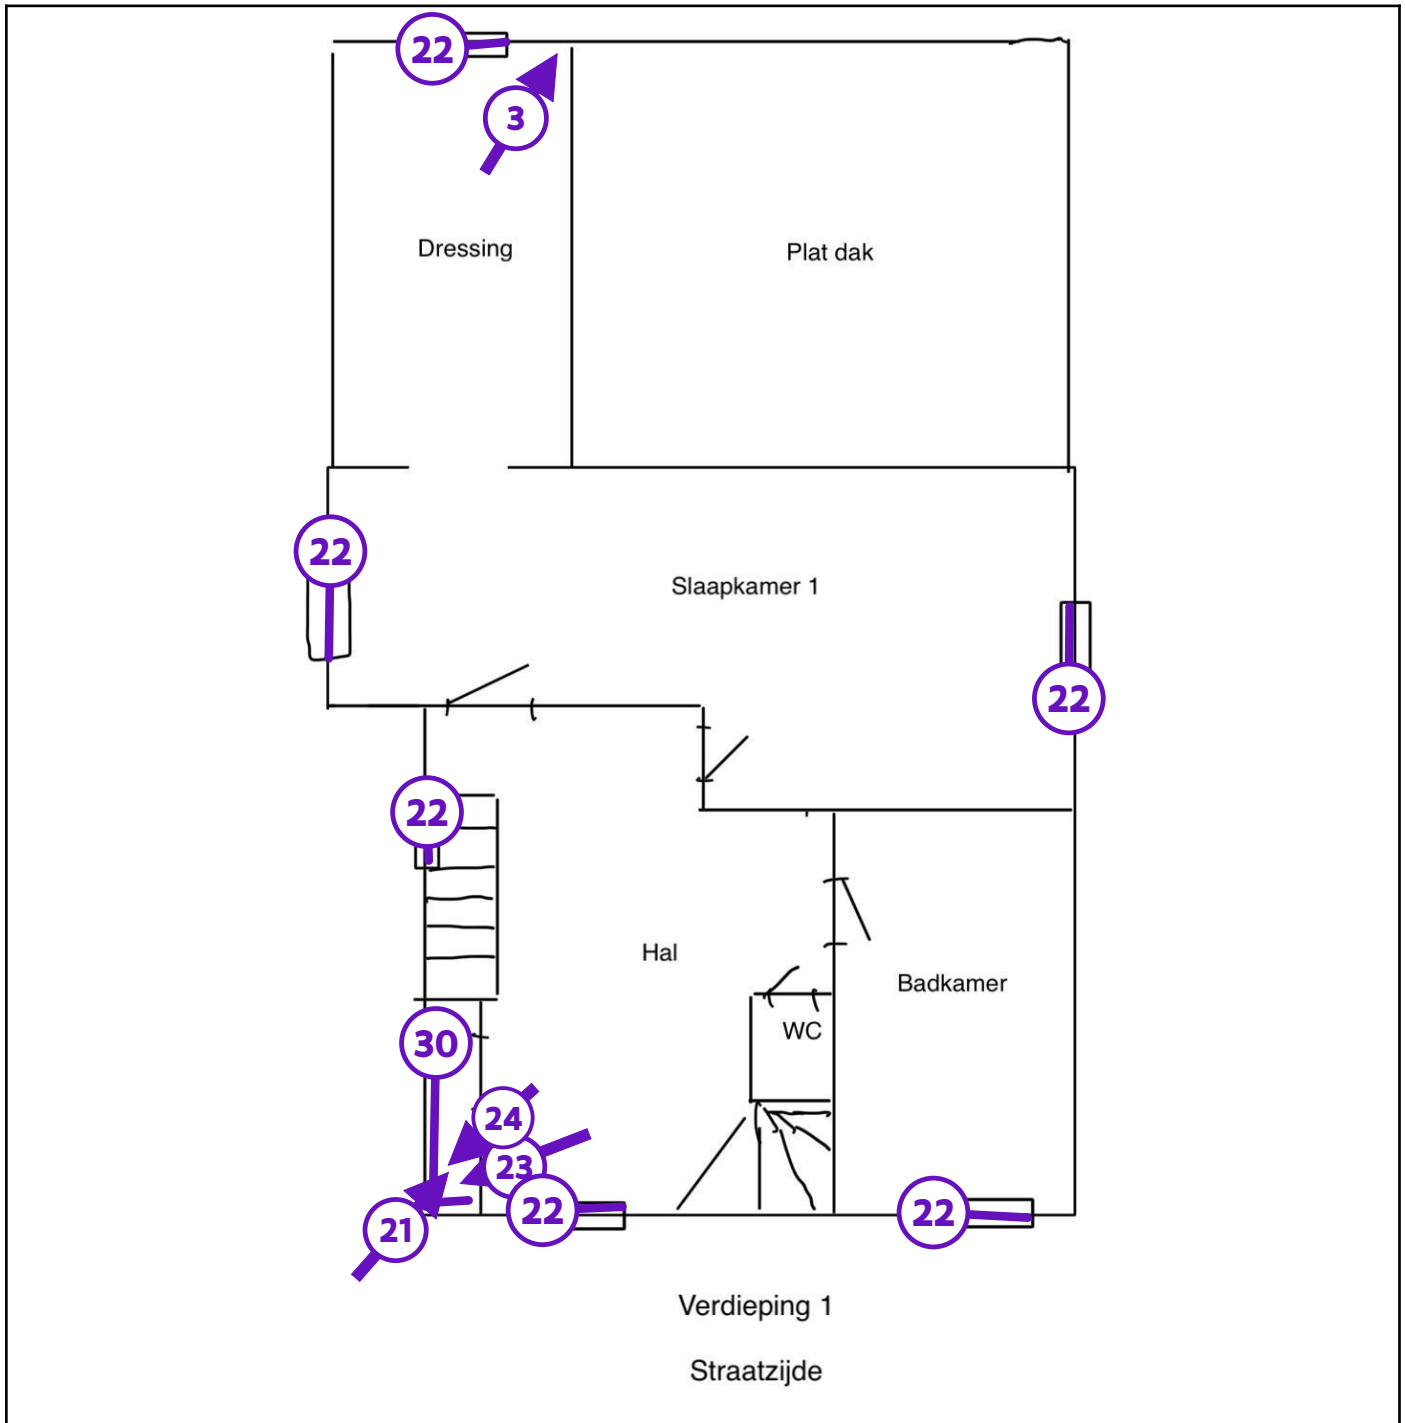 22
3
Dressing
Plat dak
22
Slaapkamer 1
22
22
Hal
Badkamer
WC
30
24
23
22
22
21
Verdieping 1
Straatzijde